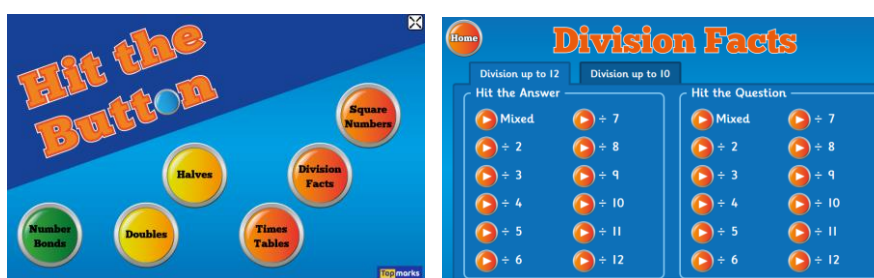 Hit the
Button
Square
Numbers
Halves
Division
Facts
Number
Bonds
Doubles
Times
Tables
Topmarks
Home
Division Facts
Division up to 12
Division up to 10
Hit the Answer
Mixed
÷ 7
÷ 2
÷ 8
÷ 3
÷ 9
÷ 4
÷ 10
÷ 5
÷ 11
÷ 6
÷ 12
Hit the Question
Mixed
÷ 7
÷ 2
÷ 8
÷ 3
÷ 9
÷ 4
÷ 10
÷ 5
÷ 11
÷ 6
÷ 12